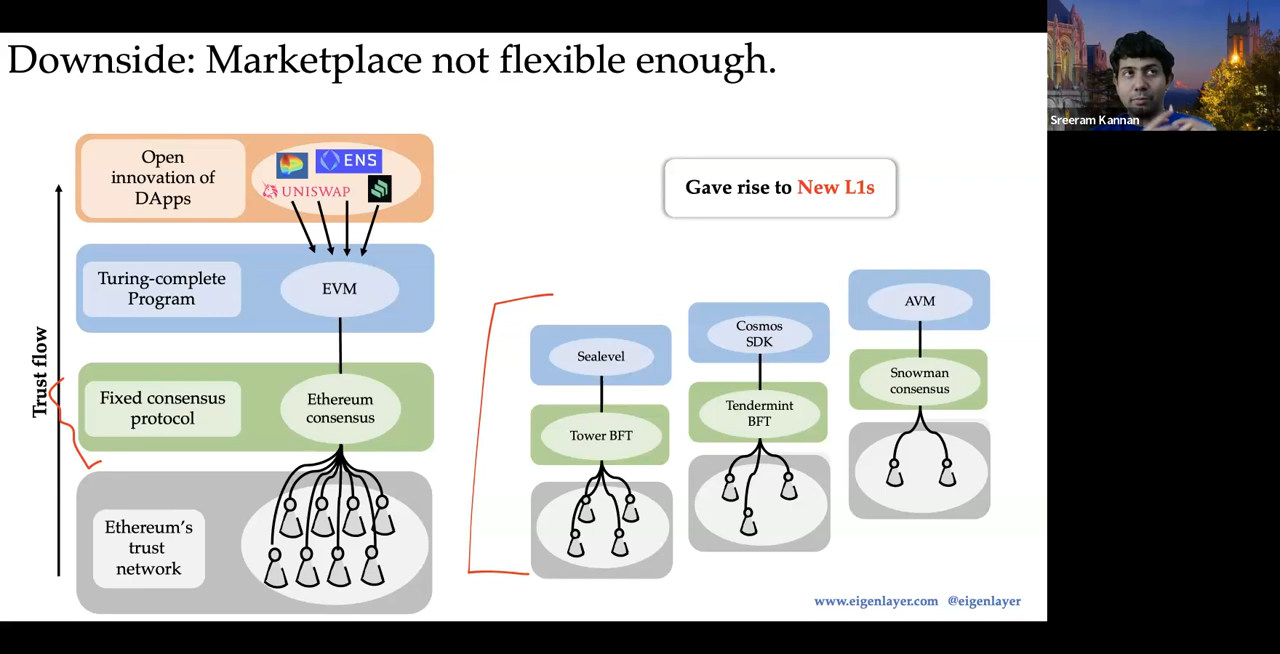 Downside: Marketplace not flexible enough.
Sreeram Kannan
Open
innovation of
DApps
ENS
UNISWAP
Gave rise to New L1s
Turing-complete
Program
EVM
Trust flow
Fixed consensus
protocol
Ethereum
consensus
Ethereum's
trust
network
Sealevel
Tower BFT
Cosmos
SDK
Tendermint
BFT
AVM
Snowman
consensus
www.eigenlayer.com @eigenlayer